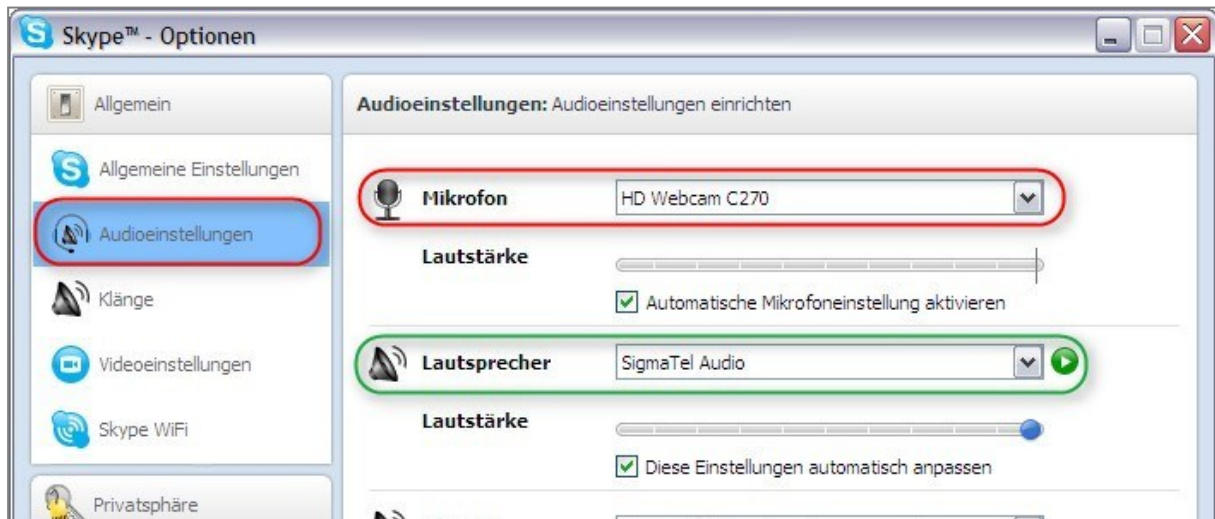 Skype™ - Optionen
Allgemein
Allgemeine Einstellungen
Audioeinstellungen
Klänge
Videoeinstellungen
Skype WiFi
Privatsphäre
Audioeinstellungen: Audioeinstellungen einrichten
Mikrofon HD Webcam C270
Lautstärke
Automatische Mikrofoneinstellung aktivieren
Lautsprecher SigmaTel Audio
Lautstärke
Diese Einstellungen automatisch anpassen